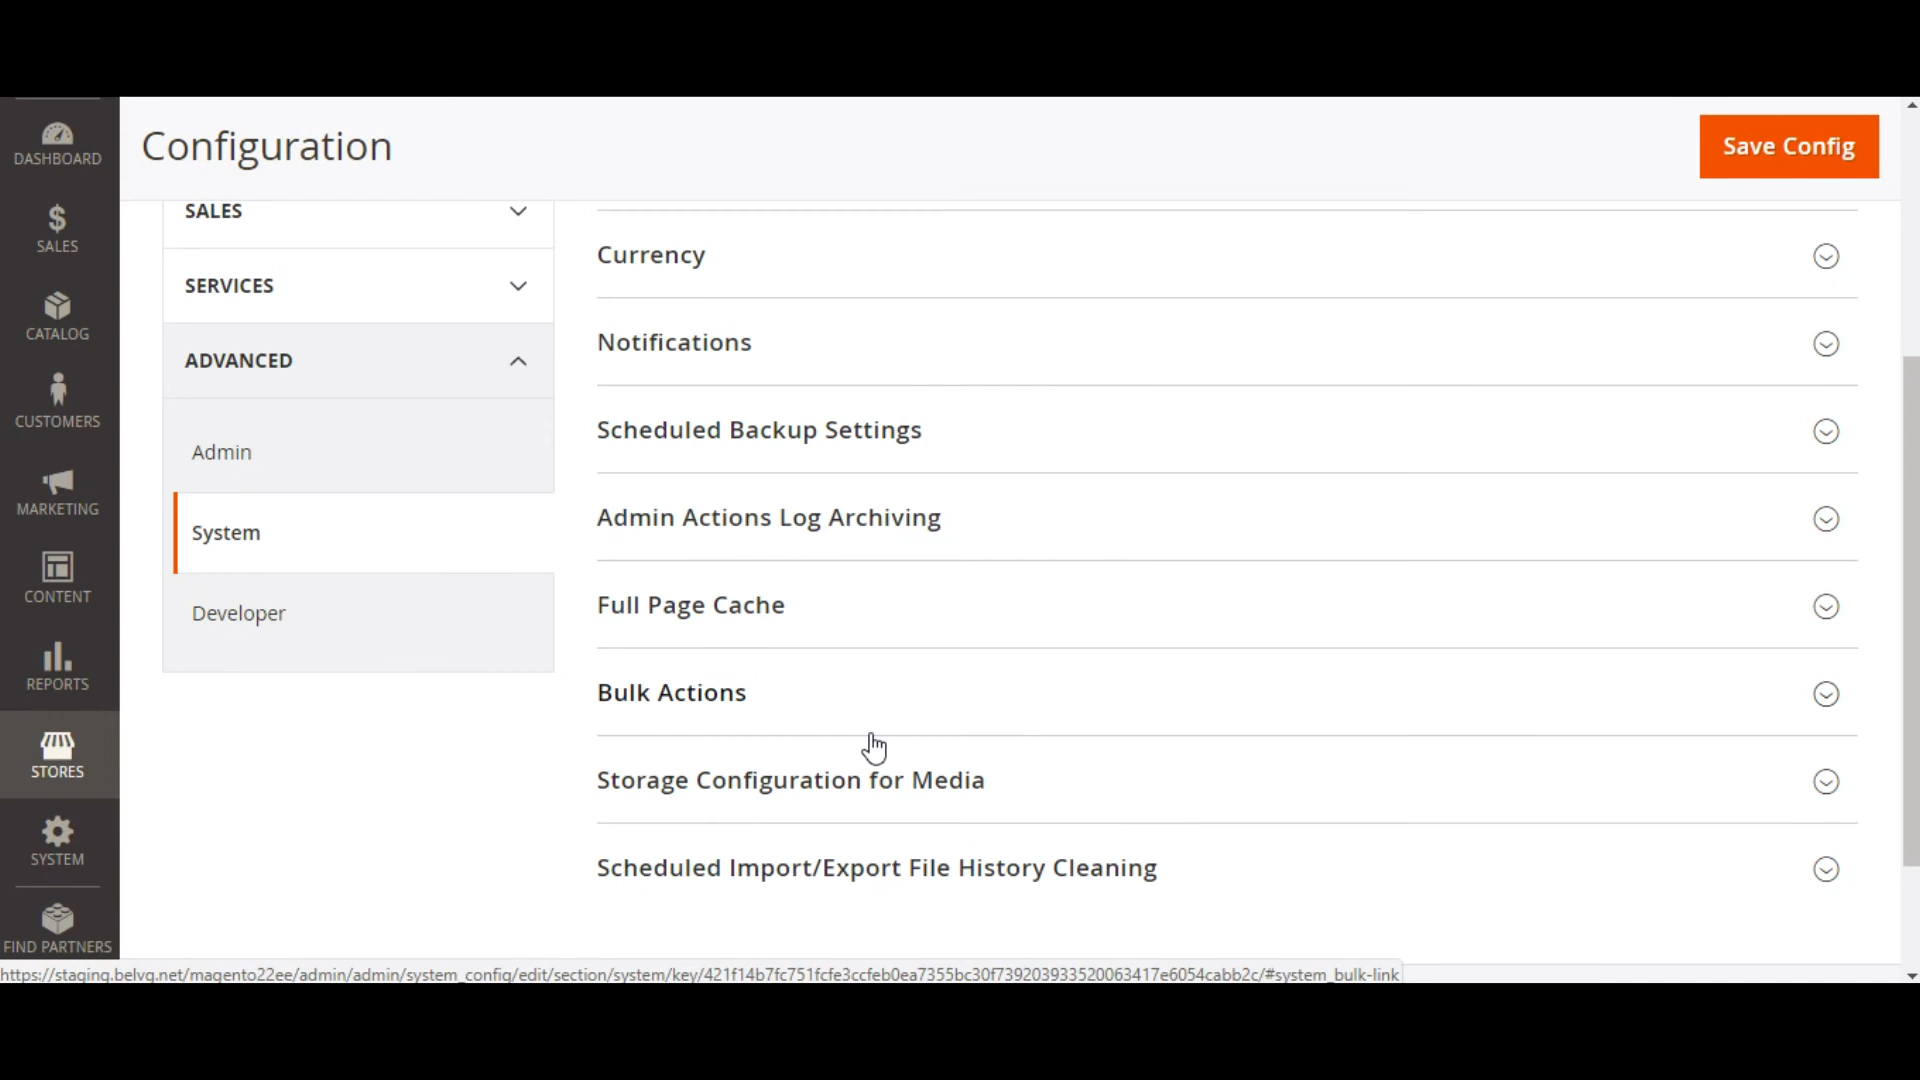 DASHBOARD
SALES
CATALOG
CUSTOMERS
MARKETING
CONTENT
REPORTS
STORES
SYSTEM
FIND PARTNERS
Configuration
Save Config
SALES
SERVICES
ADVANCED
Admin
System
Developer
Currency
Notifications
Scheduled Backup Settings
Admin Actions Log Archiving
Full Page Cache
Bulk Actions
Storage Configuration for Media
Scheduled Import/Export File History Cleaning
https://staging.belvg.net/magento22ee/admin/admin/system_config/edit/section/system/key/421f14b7fc751fcfe3ccfeb0ea7355bc30f739203933520063417e6054cabb2c/#system_bulk-link